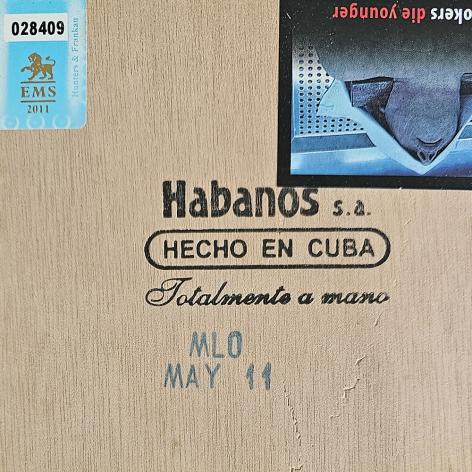 028409
EMS
2011
Hunters & Frankau
okers die younger
Habanos s.a.
HECHO EN CUBA
Totalmente a mano
MLO
MAY 11